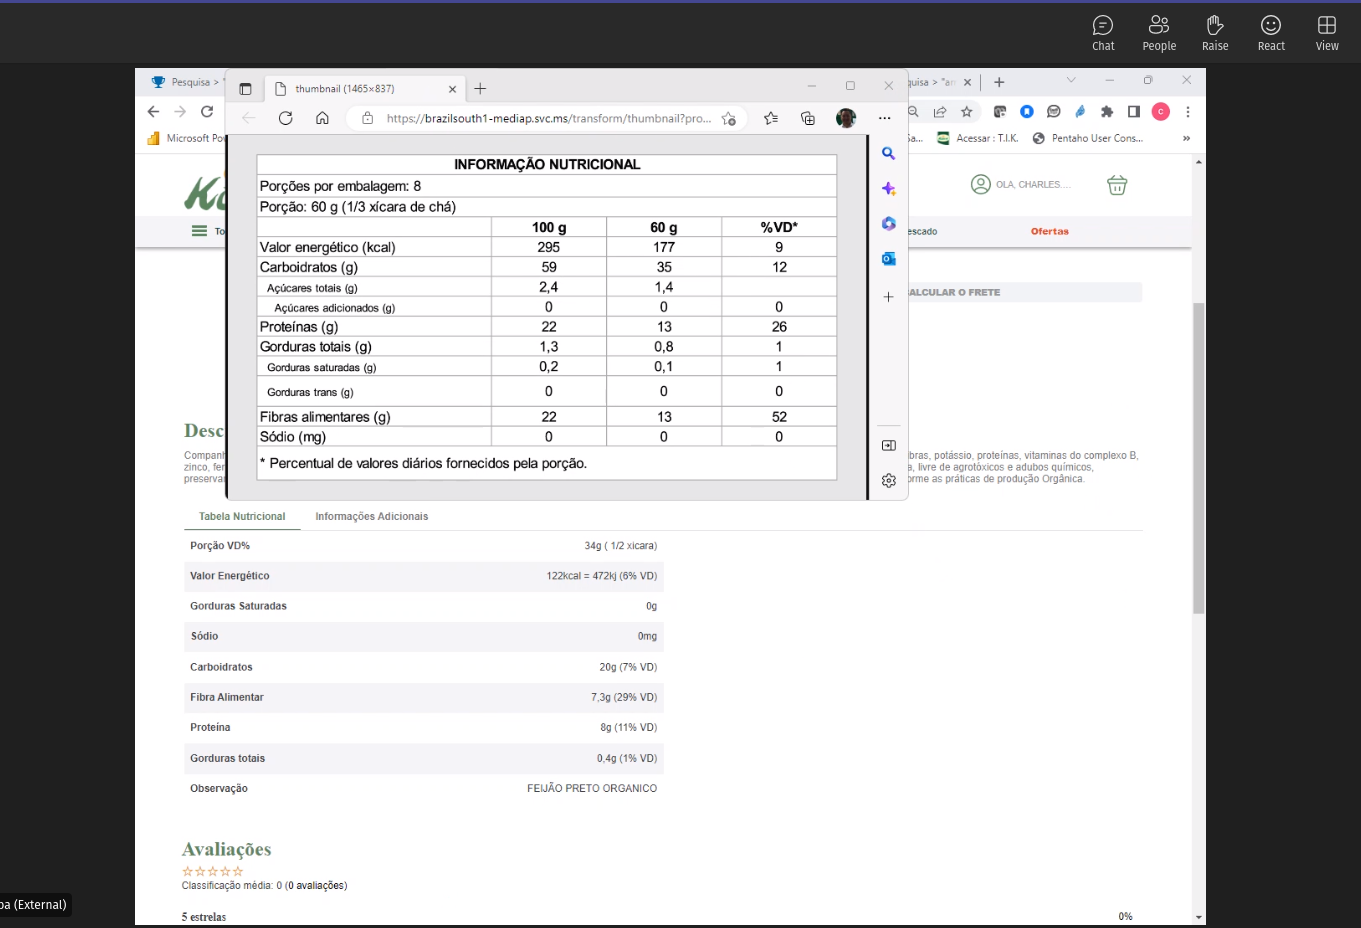 Chat People Raise React View
Pesquisa > "
thumbnail (1465×837)
quisa > "an
https://brazilsouth1-mediap.svc.ms/transform/thumbnail?pro...
C
Microsoft Po
a... Acessar : T.I.K. Pentaho User Cons... »
OLA, CHARLES....
To
escado Ofertas
ALCULAR O FRETE
INFORMAÇÃO NUTRICIONAL
Porções por embalagem: 8
Porção: 60 g (1/3 xícara de chá)
100 g 60 g %VD*
Valor energético (kcal) 295 177 9
Carboidratos (g) 59 35 12
Açúcares totais (g) 2,4 1,4
Açúcares adicionados (g) 0 0 0
Proteínas (g) 22 13 26
Gorduras totais (g) 1,3 0,8 1
Gorduras saturadas (g) 0,2 0,1 1
Gorduras trans (g) 0 0 0
Fibras alimentares (g) 22 13 52
Sódio (mg) 0 0 0
* Percentual de valores diários fornecidos pela porção.
Desc
Companh bras, potássio, proteínas, vitaminas do complexo B,
zinco, fer a, livre de agrotóxicos e adubos químicos,
preserva orme as práticas de produção Orgânica.
Tabela Nutricional Informações Adicionais
Porção VD% 34g ( 1/2 xicara)
Valor Energético 122kcal = 472kj (6% VD)
Gorduras Saturadas 0g
Sódio 0mg
Carboidratos 20g (7% VD)
Fibra Alimentar 7,3g (29% VD)
Proteína 8g (11% VD)
Gorduras totais 0,4g (1% VD)
Observação FEIJÃO PRETO ORGANICO
Avaliações
Classificação média: 0 (0 avaliações)
pa (External)
5 estrelas 0%